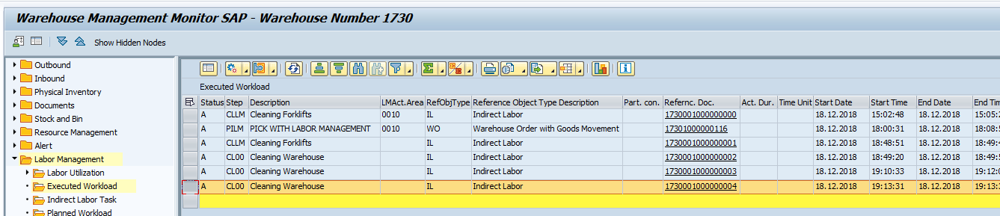 Warehouse Management Monitor SAP - Warehouse Number 1730
Show Hidden Nodes
Outbound
Inbound
Physical Inventory
Documents
Stock and Bin
Resource Management
Alert
Labor Management
Labor Utilization
Executed Workload
Indirect Labor Task
Planned Workload
Executed Workload
Status Step Description LMAct.Area RefObjType Reference Object Type Description Part. con. Refernc. Doc. Act. Dur. Time Unit Start Date Start Time End Date End Time
A CLLM Cleaning Forklifts 0010 IL Indirect Labor 1730001000000000 18.12.2018 15:02:48 18.12.2018 15:05:
A PILM PICK WITH LABOR MANAGEMENT 0010 WO Warehouse Order with Goods Movement 17301000000116 18.12.2018 18:00:31 18.12.2018 18:08:
A CLLM Cleaning Forklifts IL Indirect Labor 1730001000000001 18.12.2018 18:48:51 18.12.2018 18:49:
A CL00 Cleaning Warehouse IL Indirect Labor 1730001000000002 18.12.2018 18:49:20 18.12.2018 18:49:
A CL00 Cleaning Warehouse IL Indirect Labor 1730001000000003 18.12.2018 19:10:33 18.12.2018 19:12:
A CL00 Cleaning Warehouse IL Indirect Labor 1730001000000004 18.12.2018 19:13:31 18.12.2018 19:13: